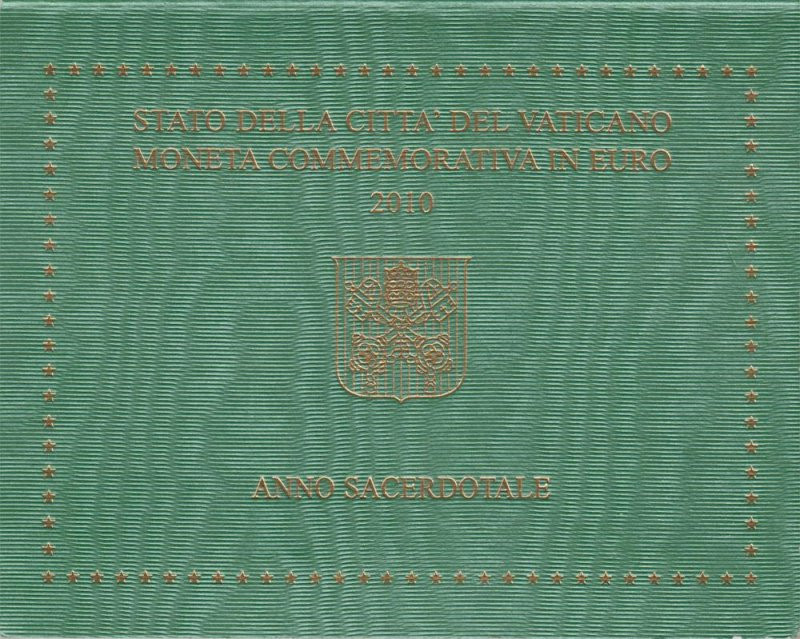 STATO DELLA CITTA' DEL VATICANO
MONETA COMMEMORATIVA IN EURO
2010
ANNO SACERDOTALE